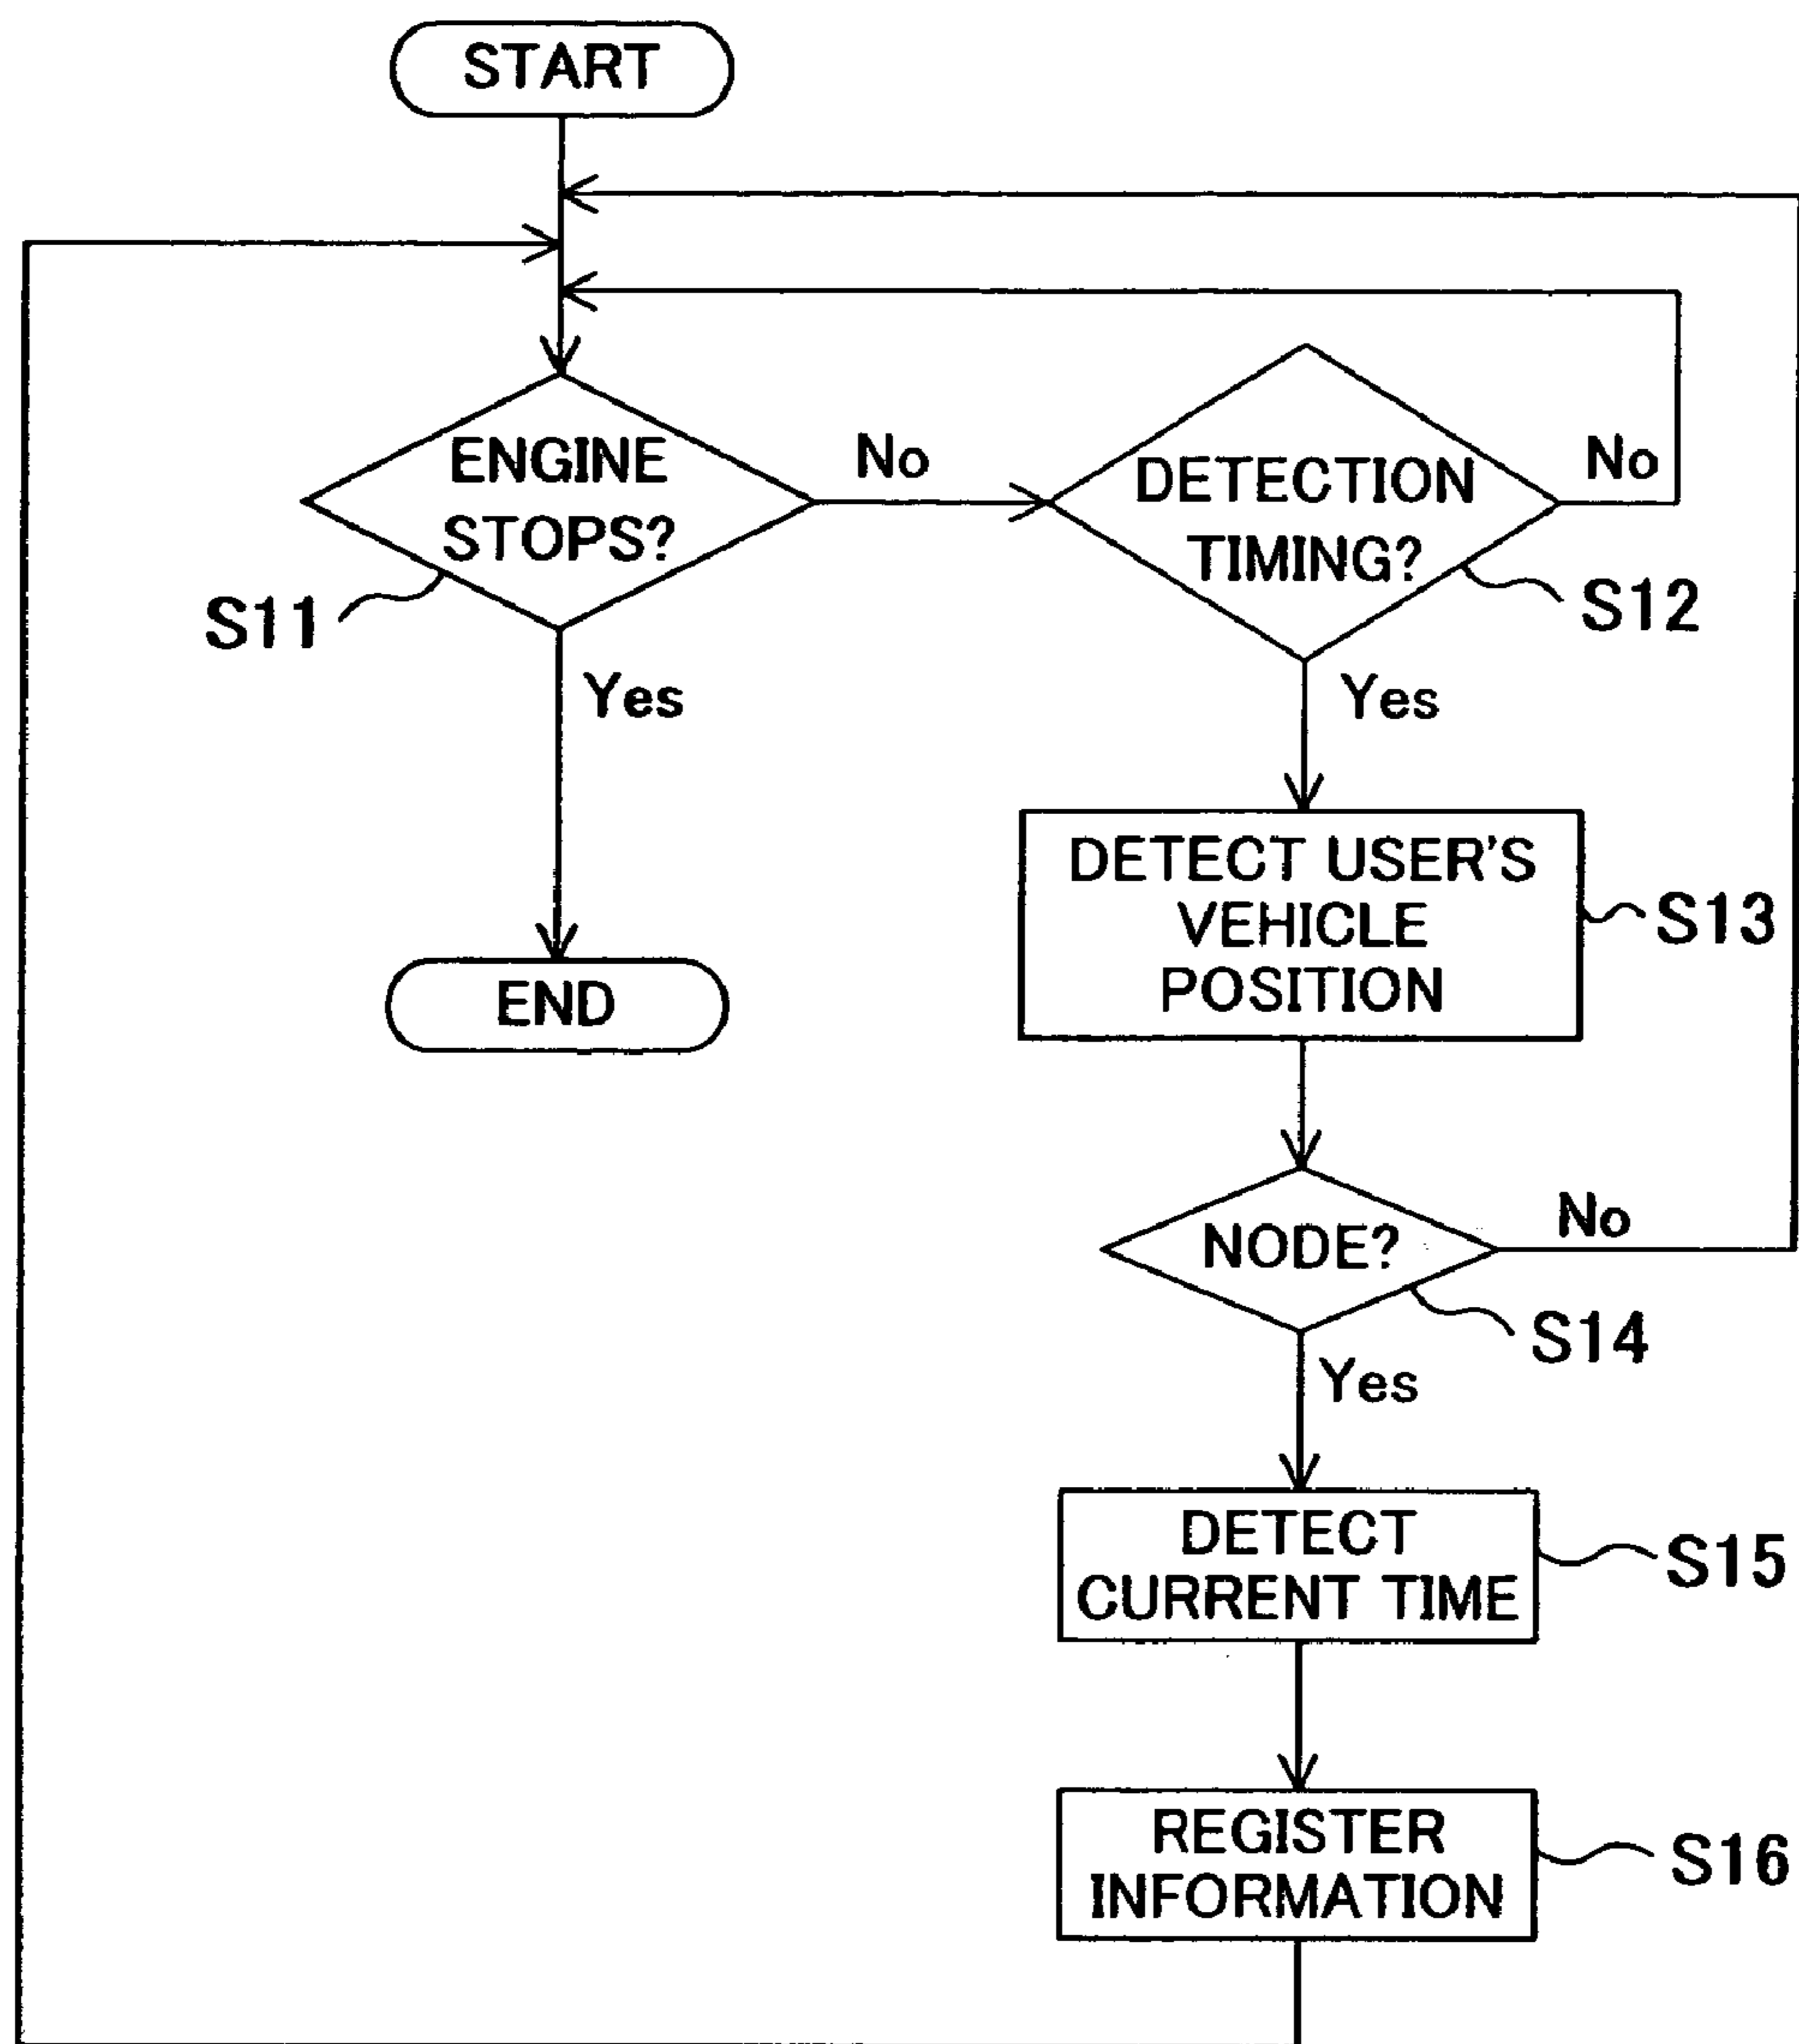 START
ENGINE
STOPS?
No
DETECTION
TIMING?
No
S11
S12
Yes
Yes
DETECT USER'S
VEHICLE
POSITION
S13
END
NODE?
No
S14
Yes
DETECT
CURRENT TIME
S15
REGISTER
INFORMATION
S16